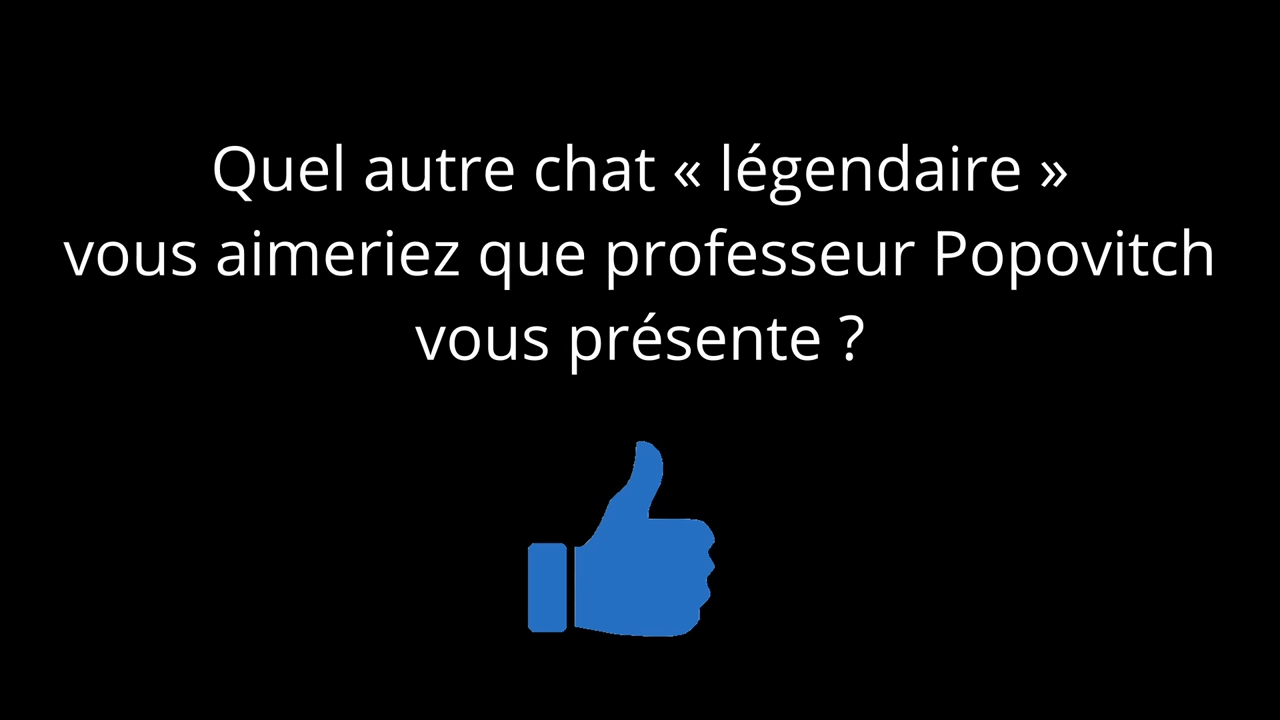 Quel autre chat « légendaire »
vous aimeriez que professeur Popovitch
vous présente ?